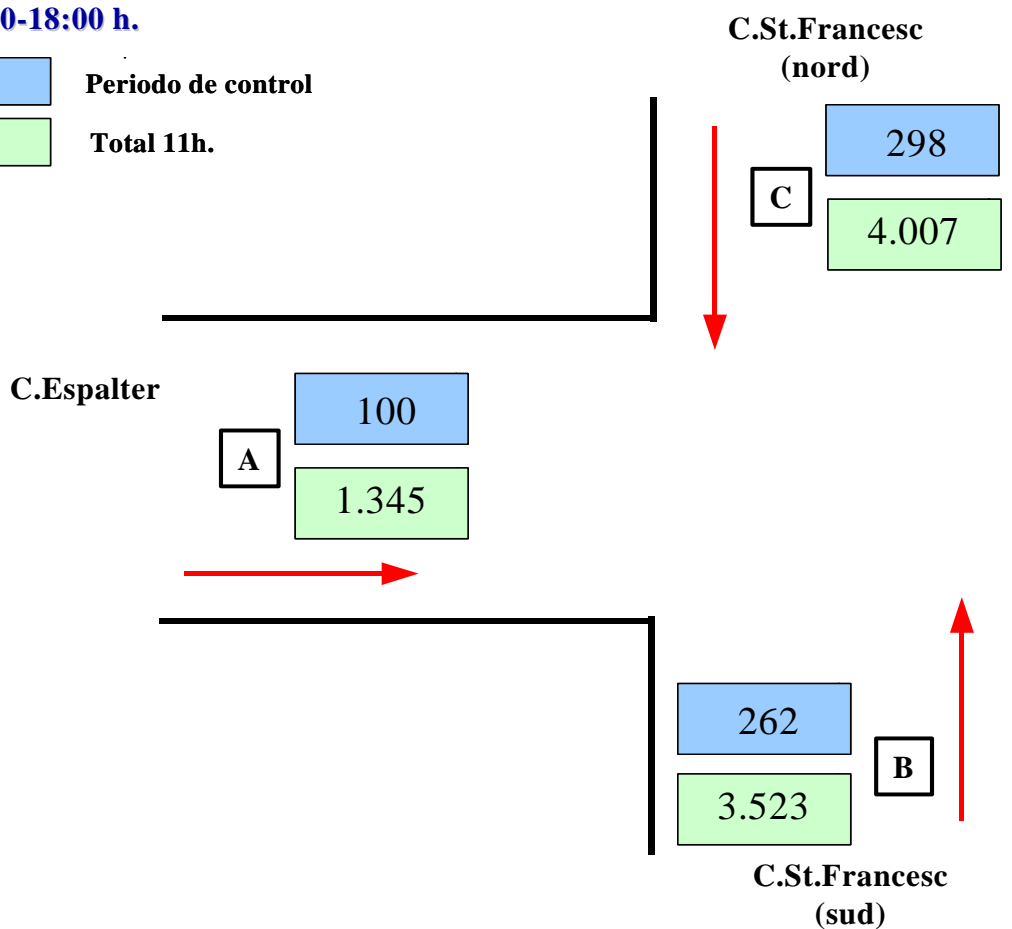 0-18:00 h.
Periodo de control
Total 11h.
C.St.Francesc
(nord)
298
C
4.007
C.Espalter
100
A
1.345
262
B
3.523
C.St.Francesc
(sud)